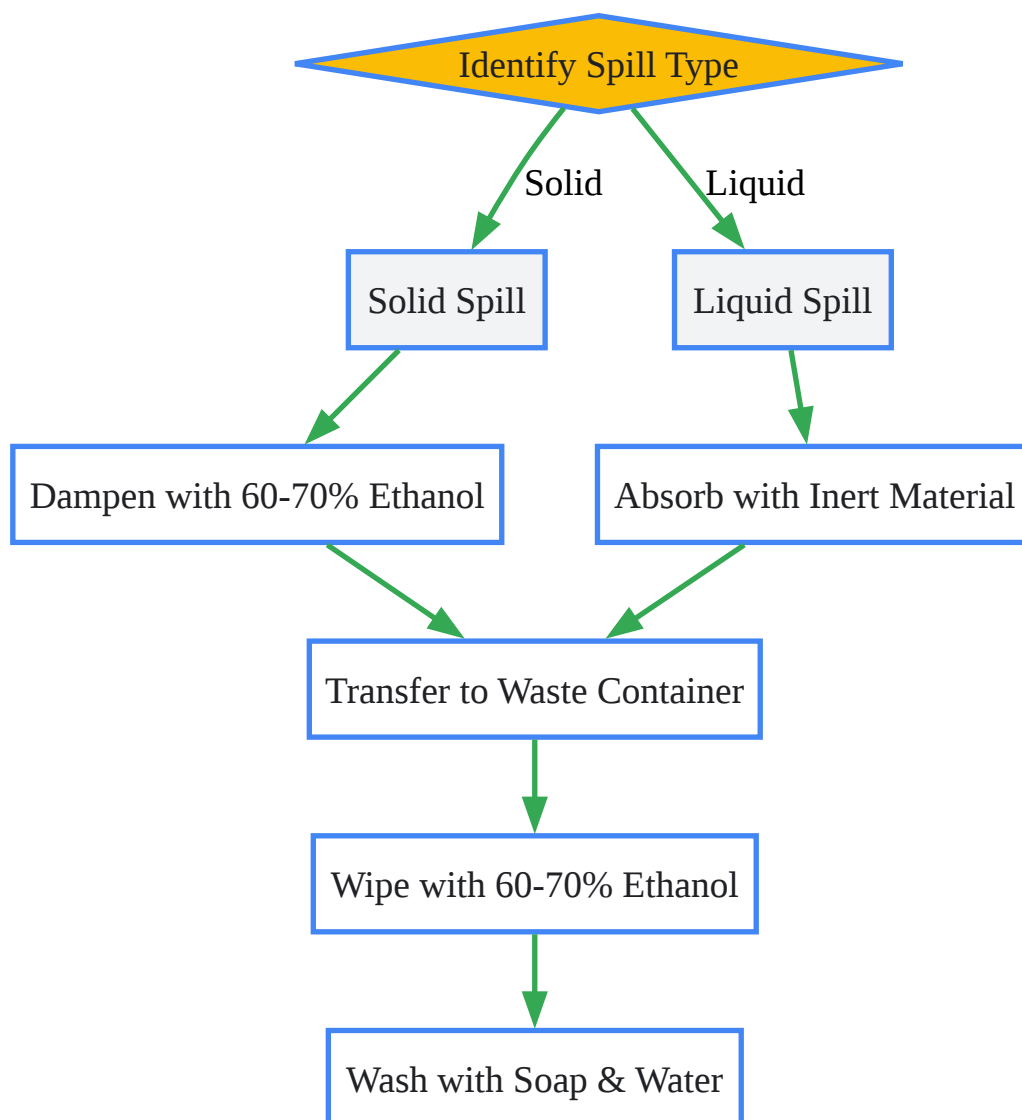 Identify Spill Type
Solid
Liquid
Solid Spill
Liquid Spill
Dampen with 60-70% Ethanol
Absorb with Inert Material
Transfer to Waste Container
Wipe with 60-70% Ethanol
Wash with Soap & Water